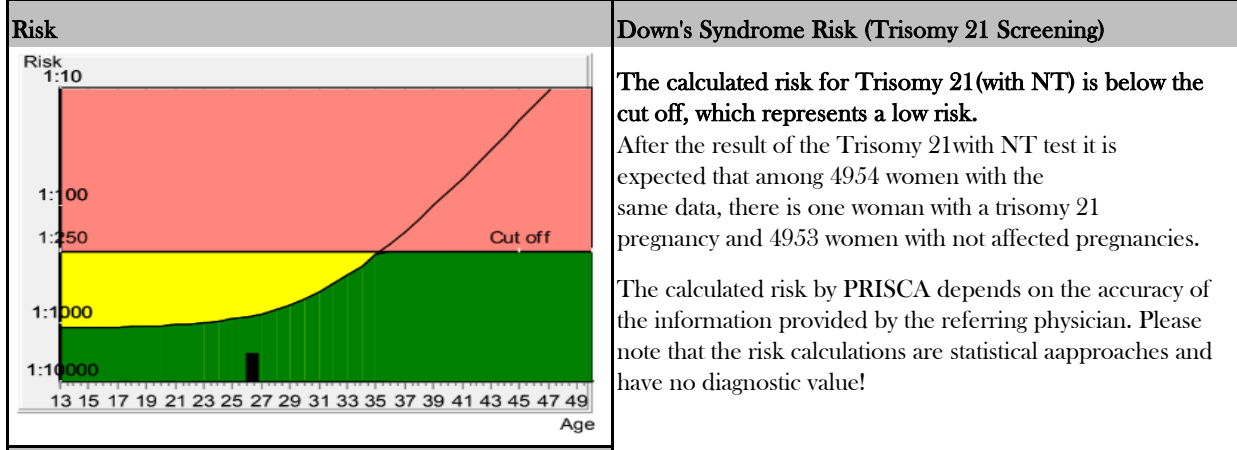 Risk
Risk
1:10
1:100
1:250
Cut off
1:1000
1:10000
13 15 17 19 21 23 25 27 29 31 33 35 37 39 41 43 45 47 49
Age
Down's Syndrome Risk (Trisomy 21 Screening)
The calculated risk for Trisomy 21(with NT) is below the
cut off, which represents a low risk.
After the result of the Trisomy 21with NT test it is
expected that among 4954 women with the
same data, there is one woman with a trisomy 21
pregnancy and 4953 women with not affected pregnancies.
The calculated risk by PRISCA depends on the accuracy of
the information provided by the referring physician. Please
note that the risk calculations are statistical aapproaches and
have no diagnostic value!